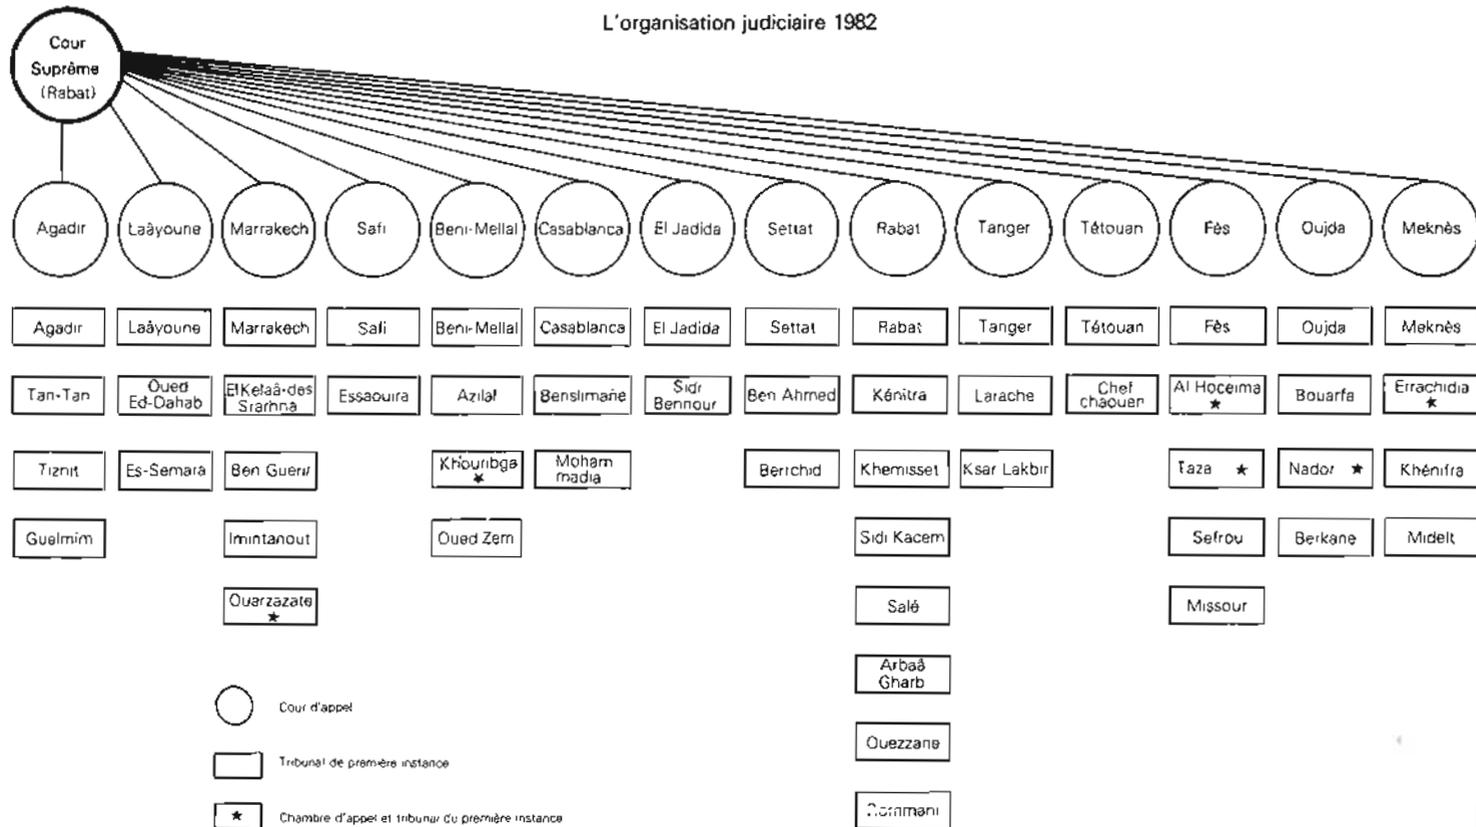 L'organisation judiciaire 1982
Cour
Suprême
(Rabat)
Agadir
Laâyoune
Marrakech
Safi
Beni-Mellal
Casablanca
El Jadida
Settat
Rabat
Tanger
Tétouan
Fès
Oujda
Meknès
Agadir
Laâyoune
Marrakech
Safi
Beni-Mellal
Casablanca
El Jadida
Settat
Rabat
Tanger
Tétouan
Fès
Oujda
Meknès
Tan-Tan
Oued
Ed-Dahab
El Kelaâ-des
Srarhna
Essaouira
Azilal
Benslimane
Sidi
Bennour
Ben Ahmed
Kénitra
Larache
Chef
chaouen
Al Hoceima
★
Bouarfa
Errachidia
★
Tiznit
Es-Semara
Ben Guerir
Khouribga
★
Moham
madia
Berrchid
Khemisset
Ksar Lakbir
Taza ★
Nador ★
Khénifra
Guelmim
Imintanout
Oued Zem
Sidi Kacem
Sefrou
Berkane
Midelt
Ouarzazate
★
Salé
Missour
Arbaâ
Gharb
Ouezzane
Rommani
Cour d'appel
Tribunal de première instance
★ Chambre d'appel et tribunal de première instance